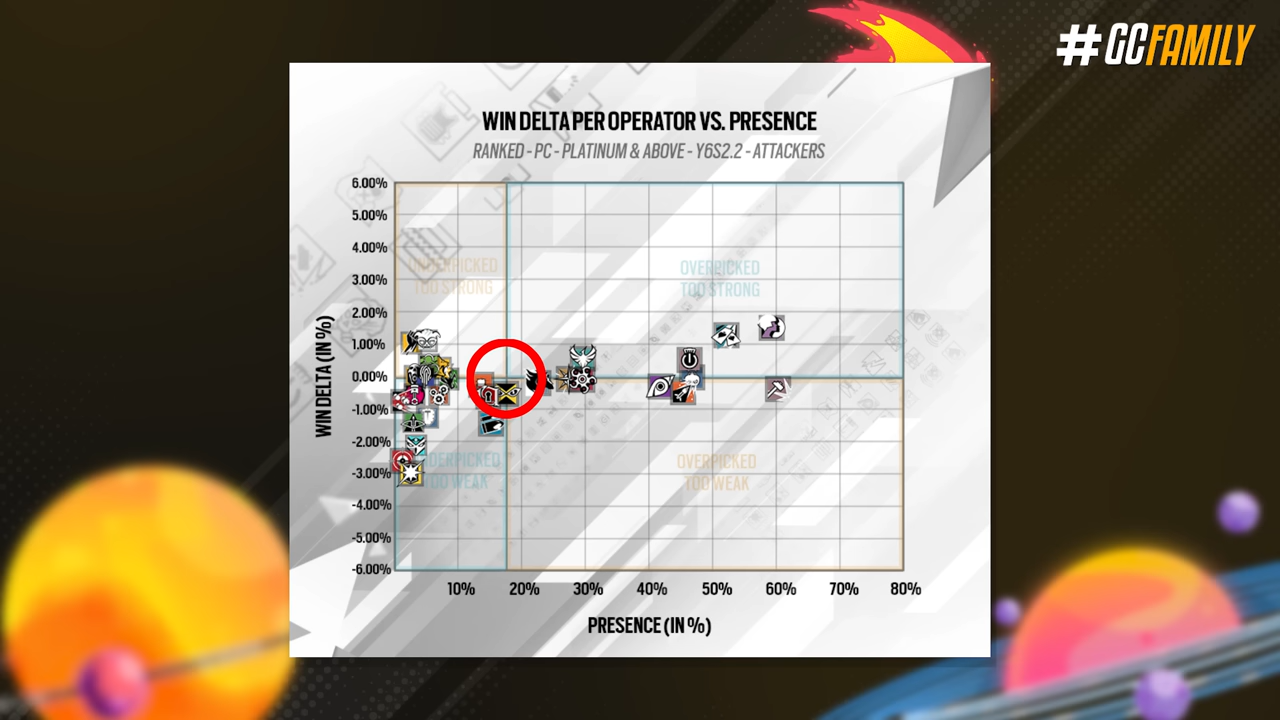 #GCFAMILY
WIN DELTA PER OPERATOR VS. PRESENCE
RANKED - PC - PLATINUM & ABOVE - Y6S2.2 - ATTACKERS
6.00%
5.00%
4.00%
3.00%
2.00%
1.00%
0.00%
-1.00%
-2.00%
-3.00%
-4.00%
-5.00%
-6.00%
WIN DELTA (IN %)
UNDERPICKED
TOO STRONG
OVERPICKED
TOO STRONG
DERPICKED
OO WEAK
OVERPICKED
TOO WEAK
10%
20%
30%
40%
50%
60%
70%
80%
PRESENCE (IN %)